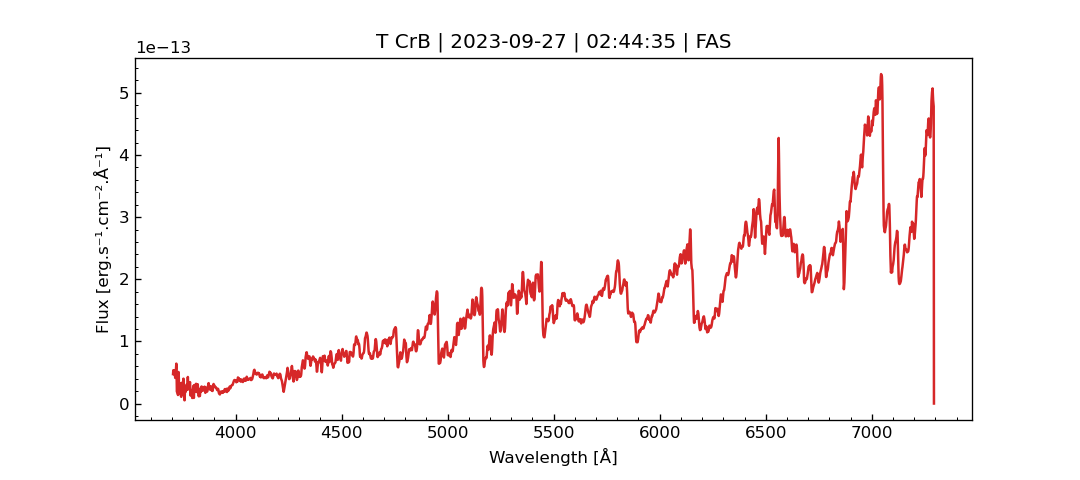 T CrB | 2023-09-27 | 02:44:35 | FAS
1e−13
5
4
3
2
1
0
Flux [erg.s⁻¹.cm⁻².Å⁻¹]
4000 4500 5000 5500 6000 6500 7000
Wavelength [Å]